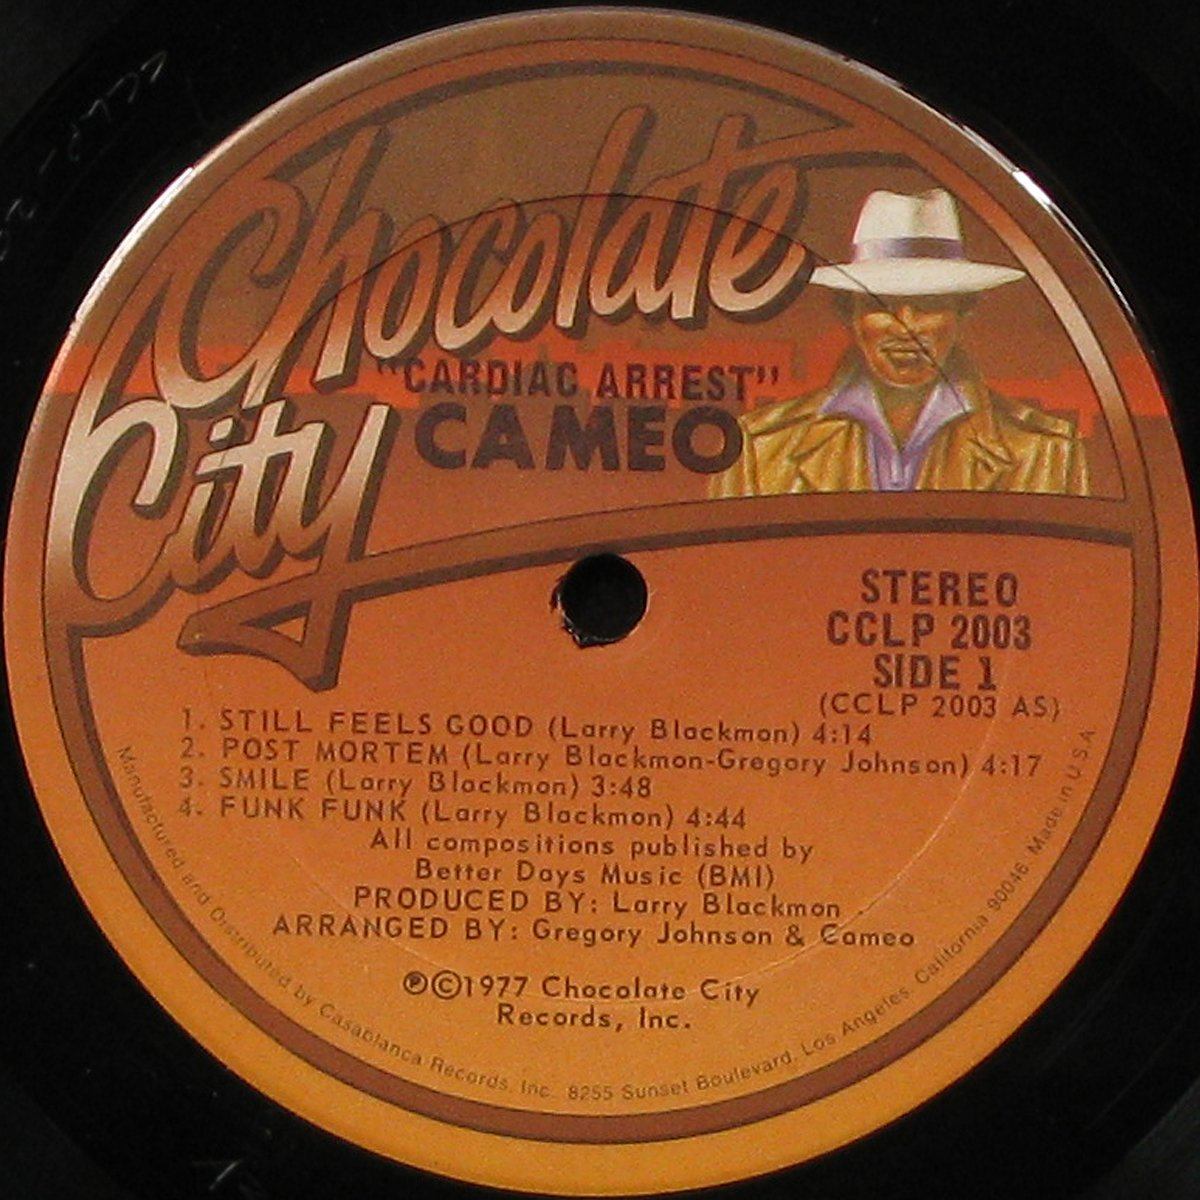 Chocolate
City
"CARDIAC ARREST"
CAMEO
STEREO
CCLP 2003
SIDE 1
(CCLP 2003 AS)
1. STILL FEELS GOOD (Larry Blackmon) 4:14
2. POST MORTEM (Larry Blackmon-Gregory Johnson) 4:17
3. SMILE (Larry Blackmon) 3:48
4. FUNK FUNK (Larry Blackmon) 4:44
All compositions published by
Better Days Music (BMI)
PRODUCED BY: Larry Blackmon
ARRANGED BY: Gregory Johnson & Cameo
℗©1977 Chocolate City
Records, Inc.
Manufactured and Distributed by Casablanca Records, Inc. 8255 Sunset Boulevard, Los Angeles, California 90046 Made in U.S.A.